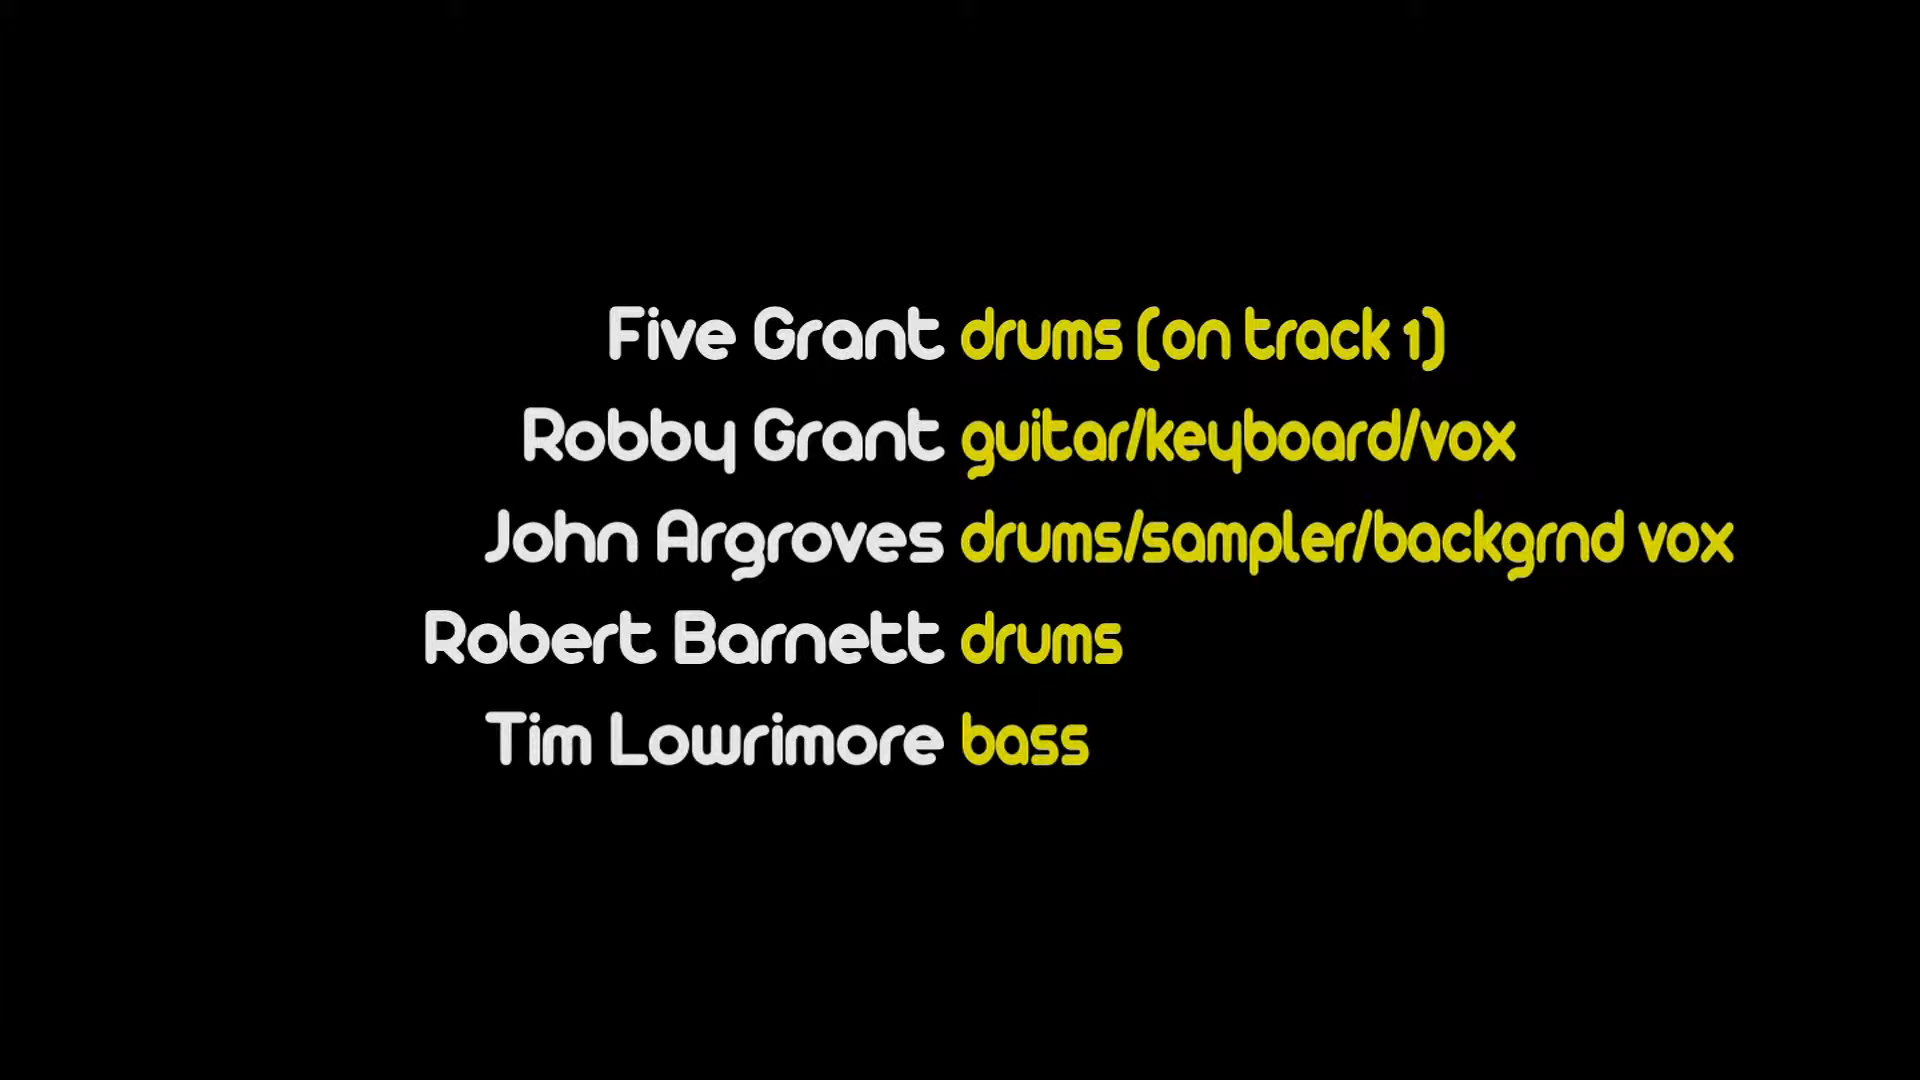 Five Grant drums (on track 1)
Robby Grant guitar/keyboard/vox
John Argroves drums/sampler/backgrnd vox
Robert Barnett drums
Tim Lowrimore bass